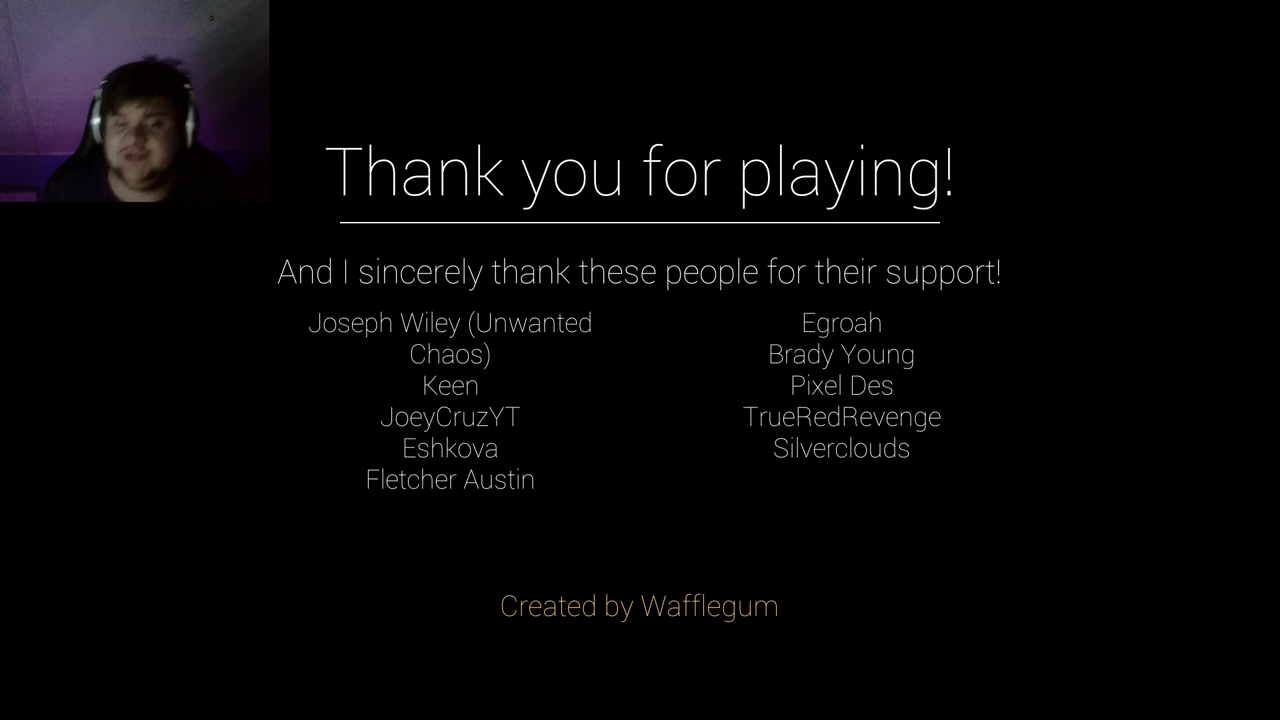 Thank you for playing!
And I sincerely thank these people for their support!
Joseph Wiley (Unwanted
Chaos)
Keen
JoeyCruzYT
Eshkova
Fletcher Austin
Egroah
Brady Young
Pixel Des
TrueRedRevenge
Silverclouds
Created by Wafflegum